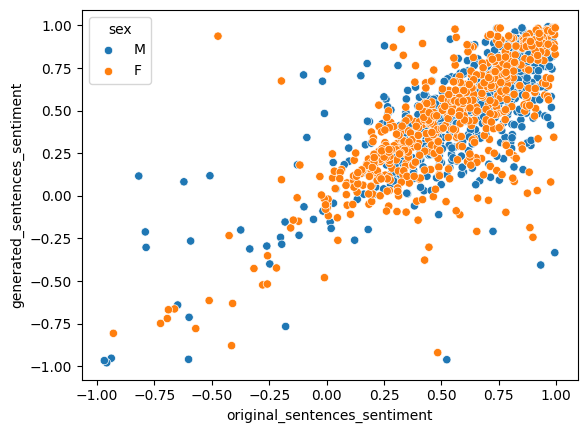 sex
M
F
1.00
0.75
0.50
0.25
0.00
−0.25
−0.50
−0.75
−1.00
generated_sentences_sentiment
−1.00 −0.75 −0.50 −0.25 0.00 0.25 0.50 0.75 1.00
original_sentences_sentiment